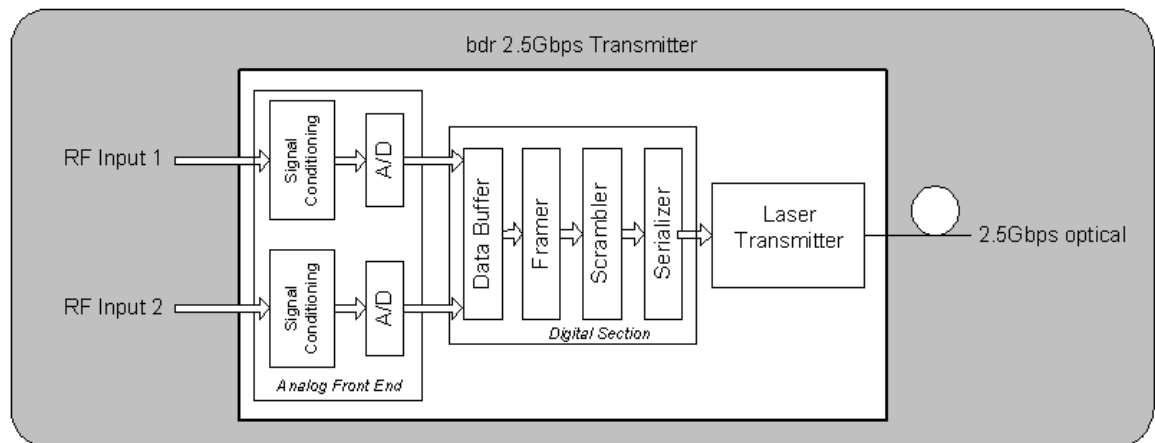 bdr 2.5Gbps Transmitter
RF Input 1
Signal
Conditioning
A/D
RF Input 2
Signal
Conditioning
A/D
Analog Front End
Data Buffer
Framer
Scrambler
Serializer
Digital Section
Laser
Transmitter
2.5Gbps optical